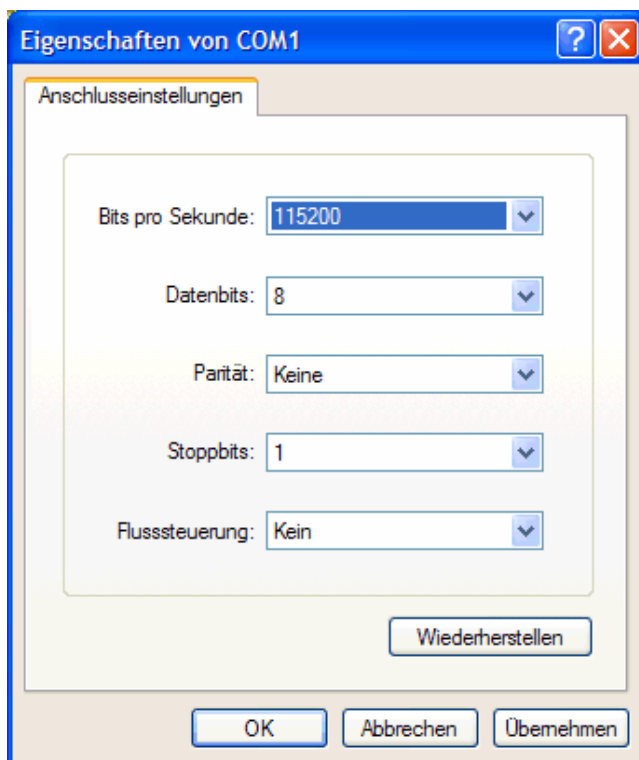 Eigenschaften von COM1
Anschlusseinstellungen
Bits pro Sekunde: 115200
Datenbits: 8
Parität: Keine
Stoppbits: 1
Flusssteuerung: Kein
Wiederherstellen
OK Abbrechen Übernehmen